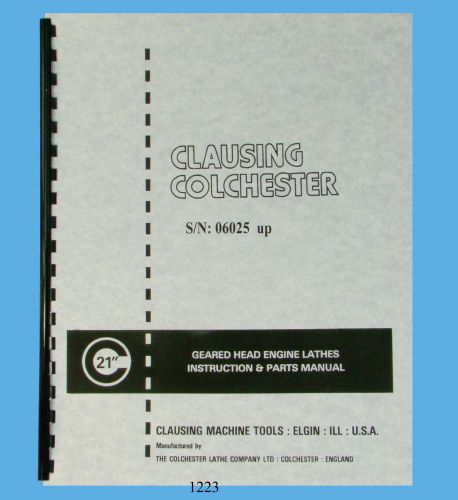 CLAUSING
COLCHESTER
S/N: 06025 up
21"
GEARED HEAD ENGINE LATHES
INSTRUCTION & PARTS MANUAL
CLAUSING MACHINE TOOLS : ELGIN : ILL : U.S.A.
Manufactured by
THE COLCHESTER LATHE COMPANY LTD : COLCHESTER : ENGLAND
1223